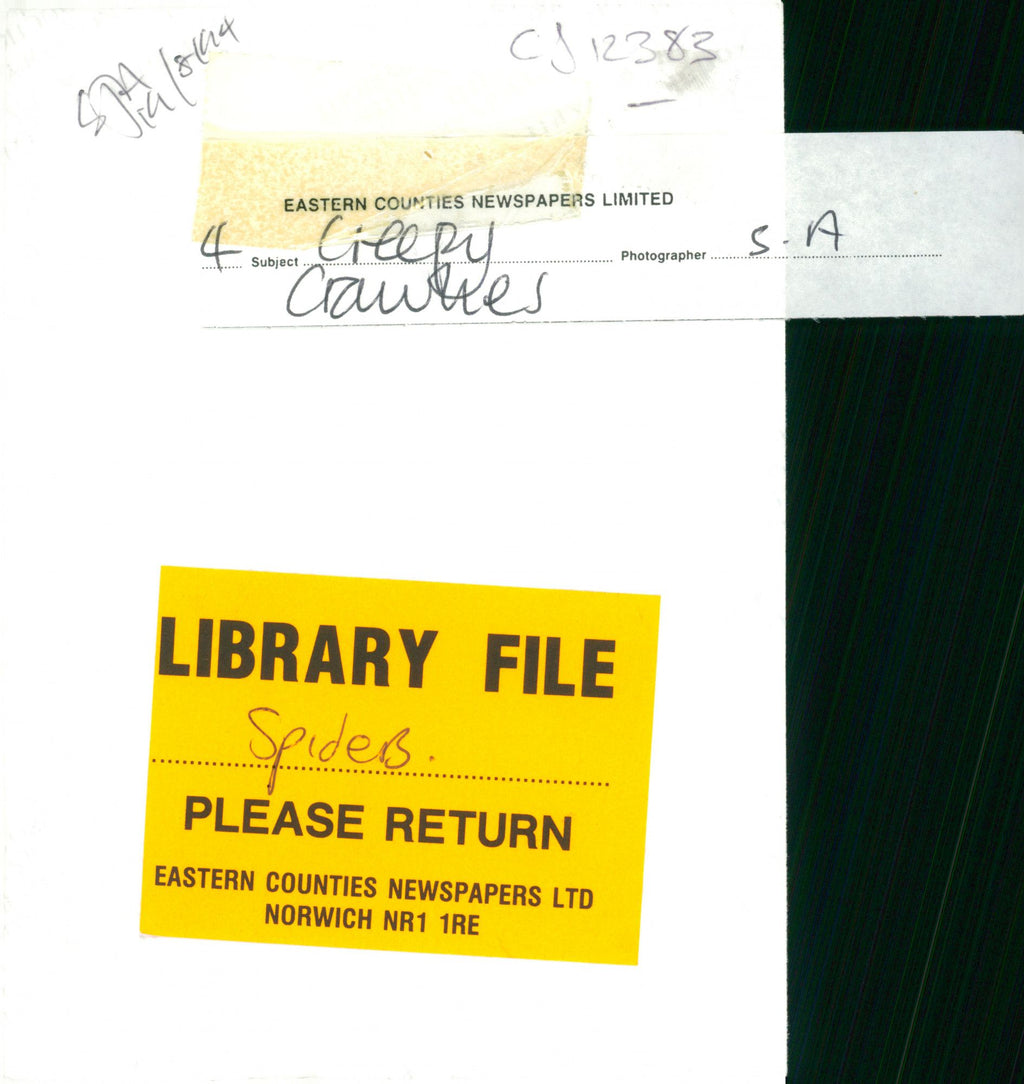 CJ 12383
EASTERN COUNTIES NEWSPAPERS LIMITED
4 Subject Creepy Photographer S.A
Crawlies
LIBRARY FILE
Spiders.
PLEASE RETURN
EASTERN COUNTIES NEWSPAPERS LTD
NORWICH NR1 1RE